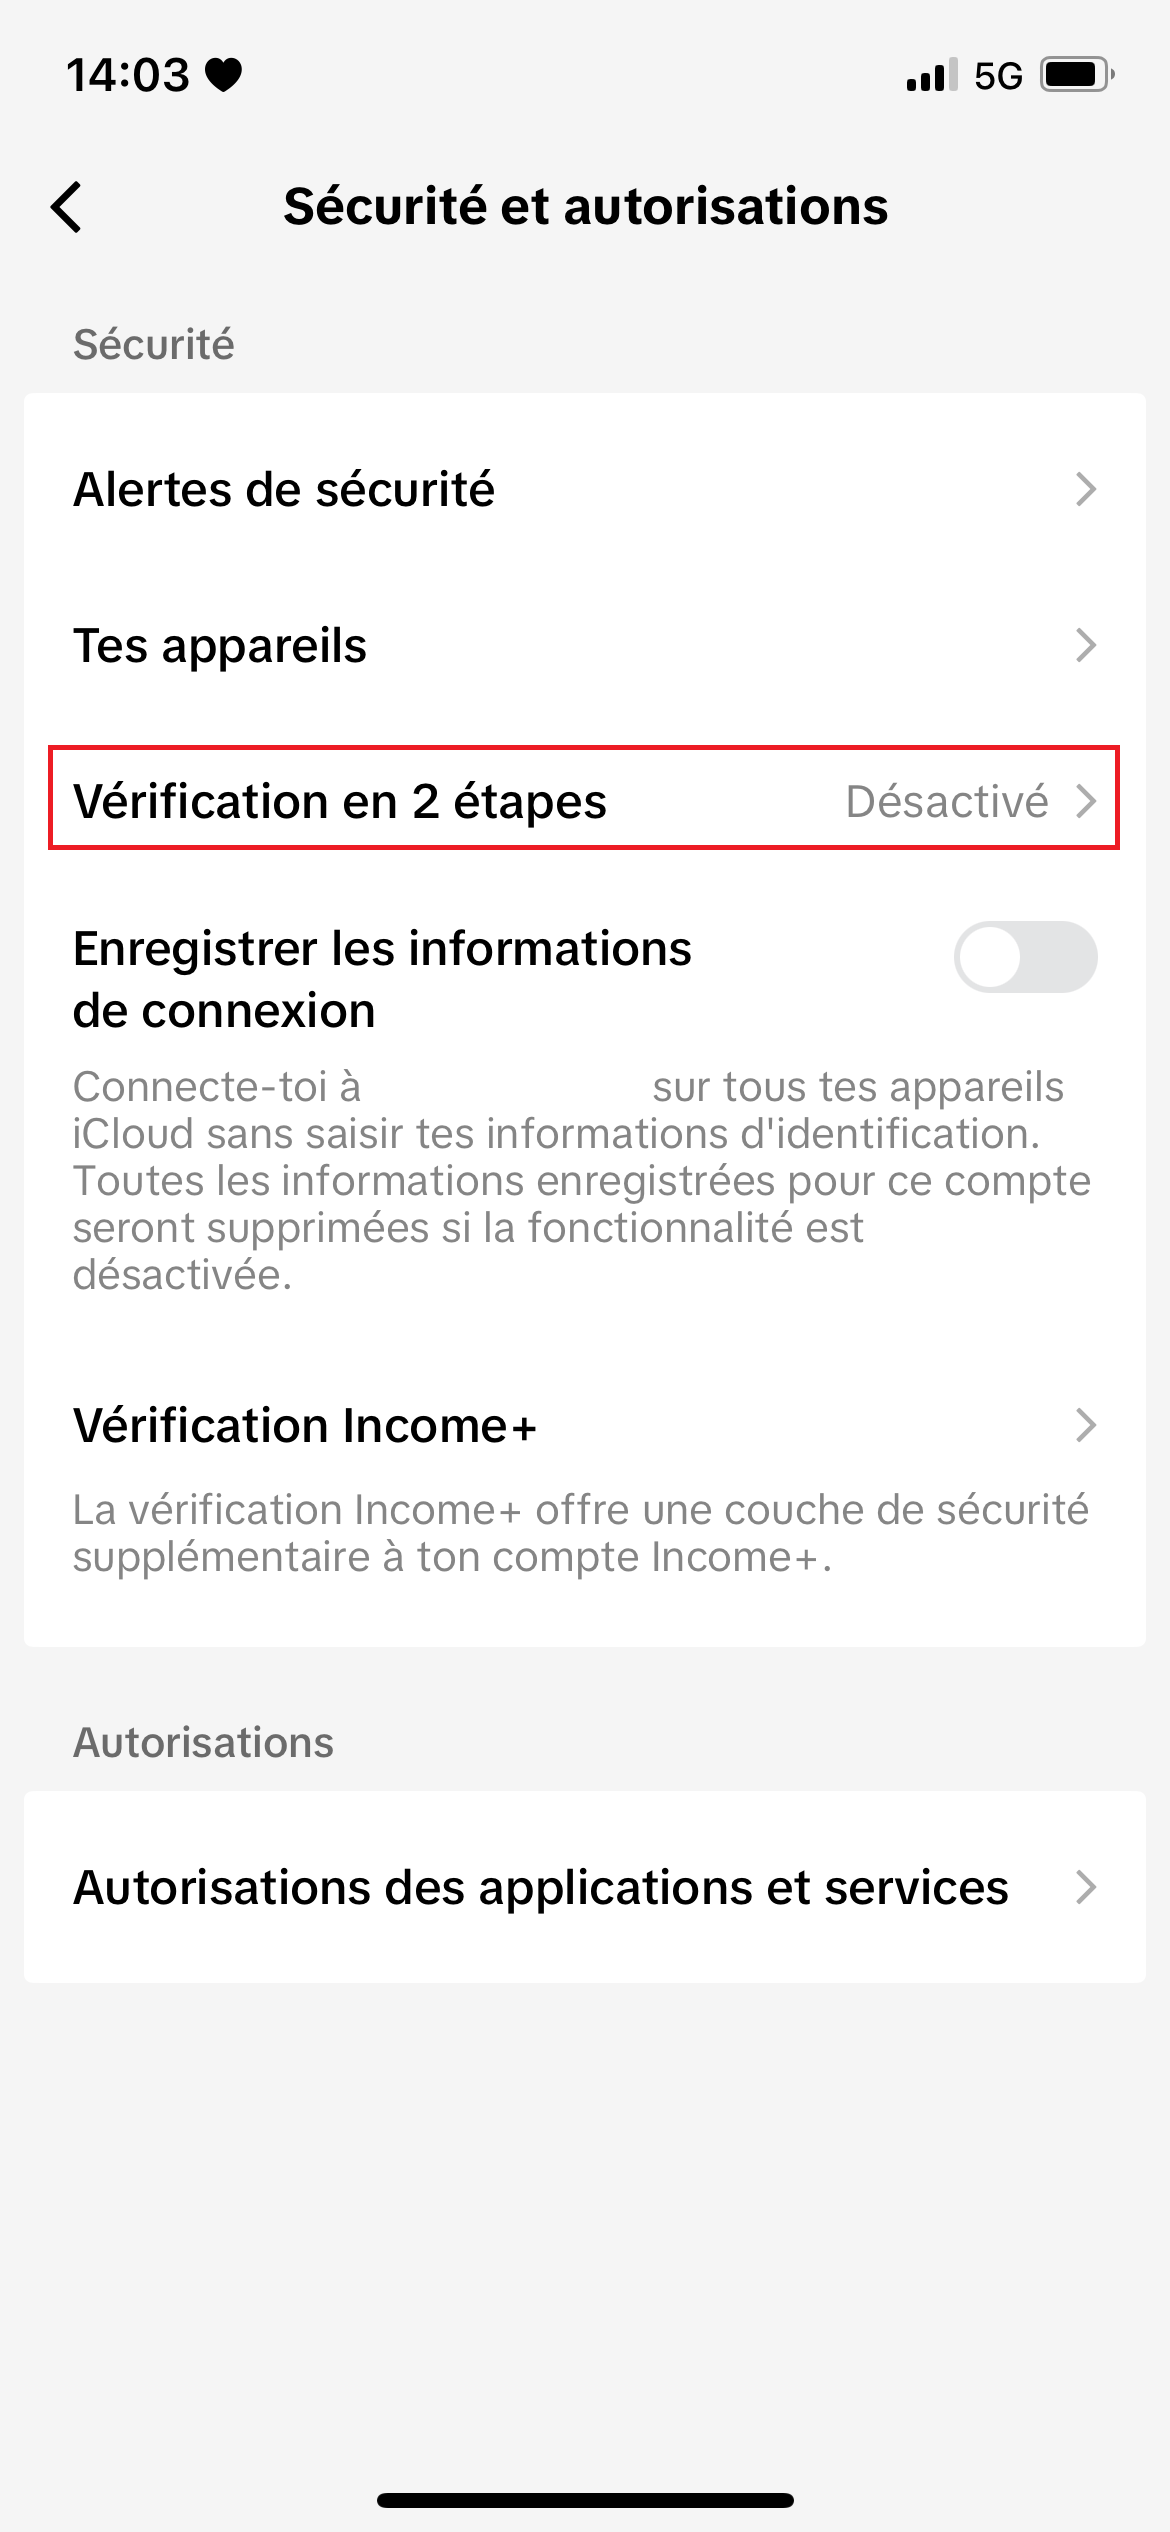 14:03
5G
Sécurité et autorisations
Sécurité
Alertes de sécurité
Tes appareils
Vérification en 2 étapes Désactivé
Enregistrer les informations
de connexion
Connecte-toi à sur tous tes appareils
iCloud sans saisir tes informations d'identification.
Toutes les informations enregistrées pour ce compte
seront supprimées si la fonctionnalité est
désactivée.
Vérification Income+
La vérification Income+ offre une couche de sécurité
supplémentaire à ton compte Income+.
Autorisations
Autorisations des applications et services